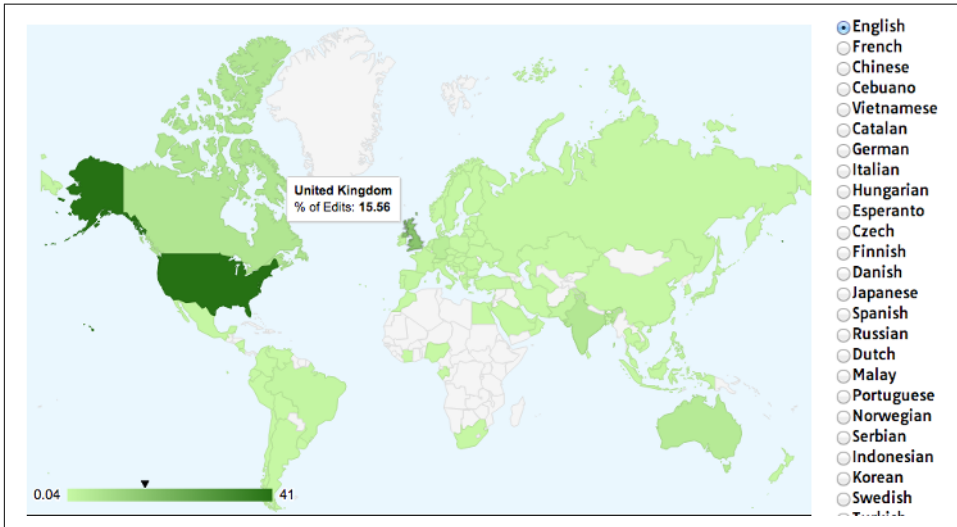 United Kingdom
% of Edits: 15.56
0.04
41
English
French
Chinese
Cebuano
Vietnamese
Catalan
German
Italian
Hungarian
Esperanto
Czech
Finnish
Danish
Japanese
Spanish
Russian
Dutch
Malay
Portuguese
Norwegian
Serbian
Indonesian
Korean
Swedish